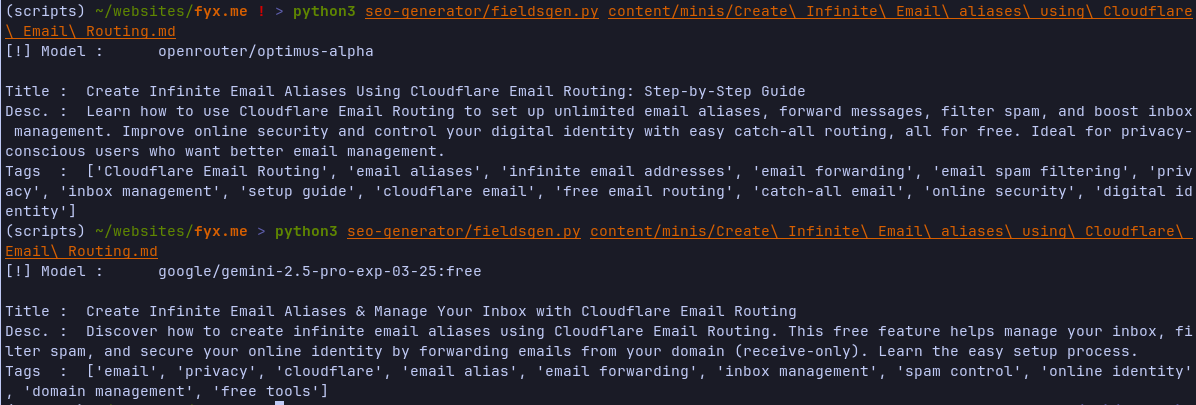 (scripts) ~/websites/fyx.me ! > python3 seo-generator/fieldsgen.py content/minis/Create\ Infinite\ Email\ aliases\ using\ Cloudflare
\ Email\ Routing.md
[!] Model :      openrouter/optimus-alpha
Title :  Create Infinite Email Aliases Using Cloudflare Email Routing: Step-by-Step Guide
Desc. :  Learn how to use Cloudflare Email Routing to set up unlimited email aliases, forward messages, filter spam, and boost inbox
 management. Improve online security and control your digital identity with easy catch-all routing, all for free. Ideal for privacy-
conscious users who want better email management.
Tags  :  ['Cloudflare Email Routing', 'email aliases', 'infinite email addresses', 'email forwarding', 'email spam filtering', 'priv
acy', 'inbox management', 'setup guide', 'cloudflare email', 'free email routing', 'catch-all email', 'online security', 'digital id
entity']
(scripts) ~/websites/fyx.me > python3 seo-generator/fieldsgen.py content/minis/Create\ Infinite\ Email\ aliases\ using\ Cloudflare\ 
Email\ Routing.md
[!] Model :      google/gemini-2.5-pro-exp-03-25:free
Title :  Create Infinite Email Aliases & Manage Your Inbox with Cloudflare Email Routing
Desc. :  Discover how to create infinite email aliases using Cloudflare Email Routing. This free feature helps manage your inbox, fi
lter spam, and secure your online identity by forwarding emails from your domain (receive-only). Learn the easy setup process.
Tags  :  ['email', 'privacy', 'cloudflare', 'email alias', 'email forwarding', 'inbox management', 'spam control', 'online identity'
, 'domain management', 'free tools']